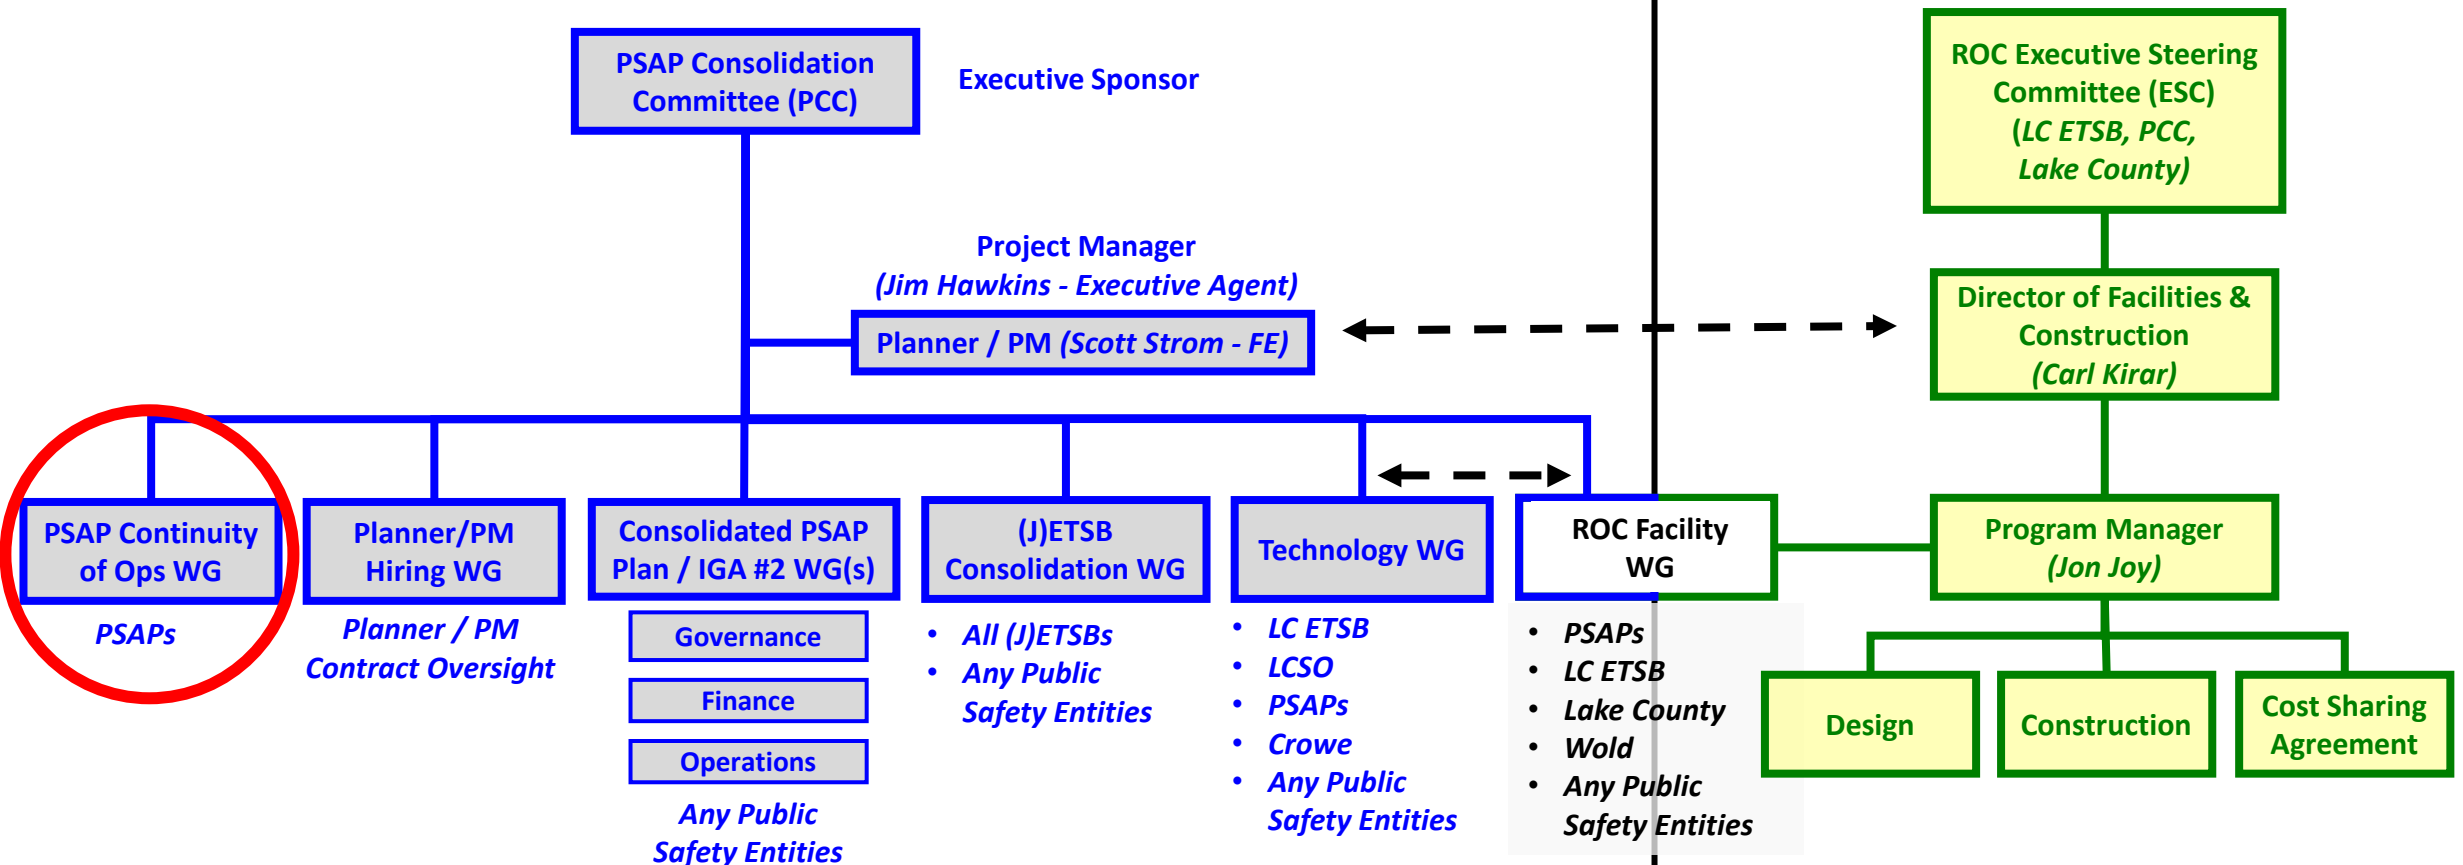 PSAP Consolidation
Committee (PCC)
Executive Sponsor
ROC Executive Steering
Committee (ESC)
(LC ETSB, PCC,
Lake County)
Project Manager
(Jim Hawkins - Executive Agent)
Planner / PM (Scott Strom - FE)
Director of Facilities &
Construction
(Carl Kirar)
PSAP Continuity
of Ops WG
PSAPs
Planner/PM
Hiring WG
Planner / PM
Contract Oversight
Consolidated PSAP
Plan / IGA #2 WG(s)
Governance
Finance
Operations
Any Public
Safety Entities
(J)ETSB
Consolidation WG
• All (J)ETSBs
• Any Public
Safety Entities
Technology WG
• LC ETSB
• LCSO
• PSAPs
• Crowe
• Any Public
Safety Entities
ROC Facility
WG
• PSAPs
• LC ETSB
• Lake County
• Wold
• Any Public
Safety Entities
Program Manager
(Jon Joy)
Design
Construction
Cost Sharing
Agreement